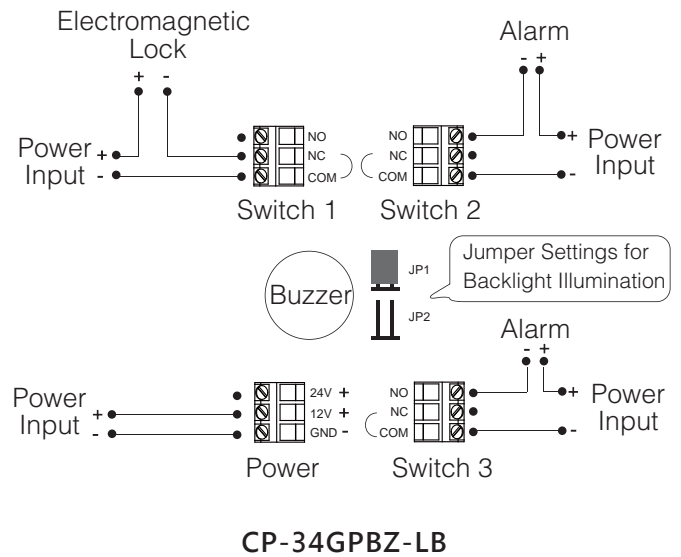 Electromagnetic
Lock
+ -
Alarm
- +
Power
Input
+
-
NO
NC
COM
Switch 1
NO
NC
COM
Switch 2
+
-
Power
Input
Buzzer
JP1
JP2
Jumper Settings for
Backlight Illumination
Alarm
- +
Power
Input
+
-
24V +
12V +
GND -
Power
NO
NC
COM
Switch 3
+
-
Power
Input
CP-34GPBZ-LB